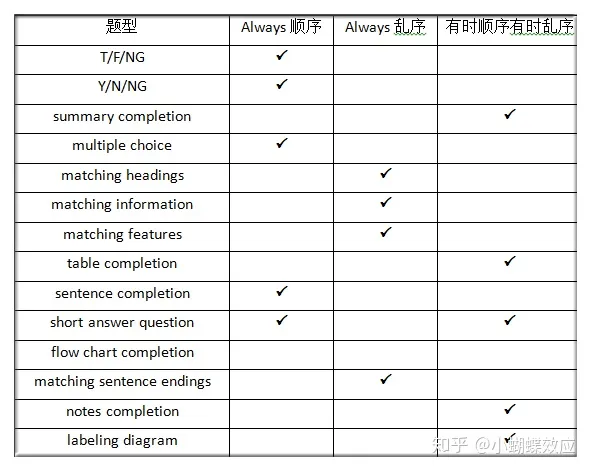 题型 Always 顺序 Always 乱序 有时顺序有时乱序
T/F/NG ✓
Y/N/NG ✓
summary completion ✓
multiple choice ✓
matching headings ✓
matching information ✓
matching features ✓
table completion ✓
sentence completion ✓
short answer question ✓ ✓
flow chart completion
matching sentence endings ✓
notes completion ✓
labeling diagram ✓
知乎 @小蝴蝶效应